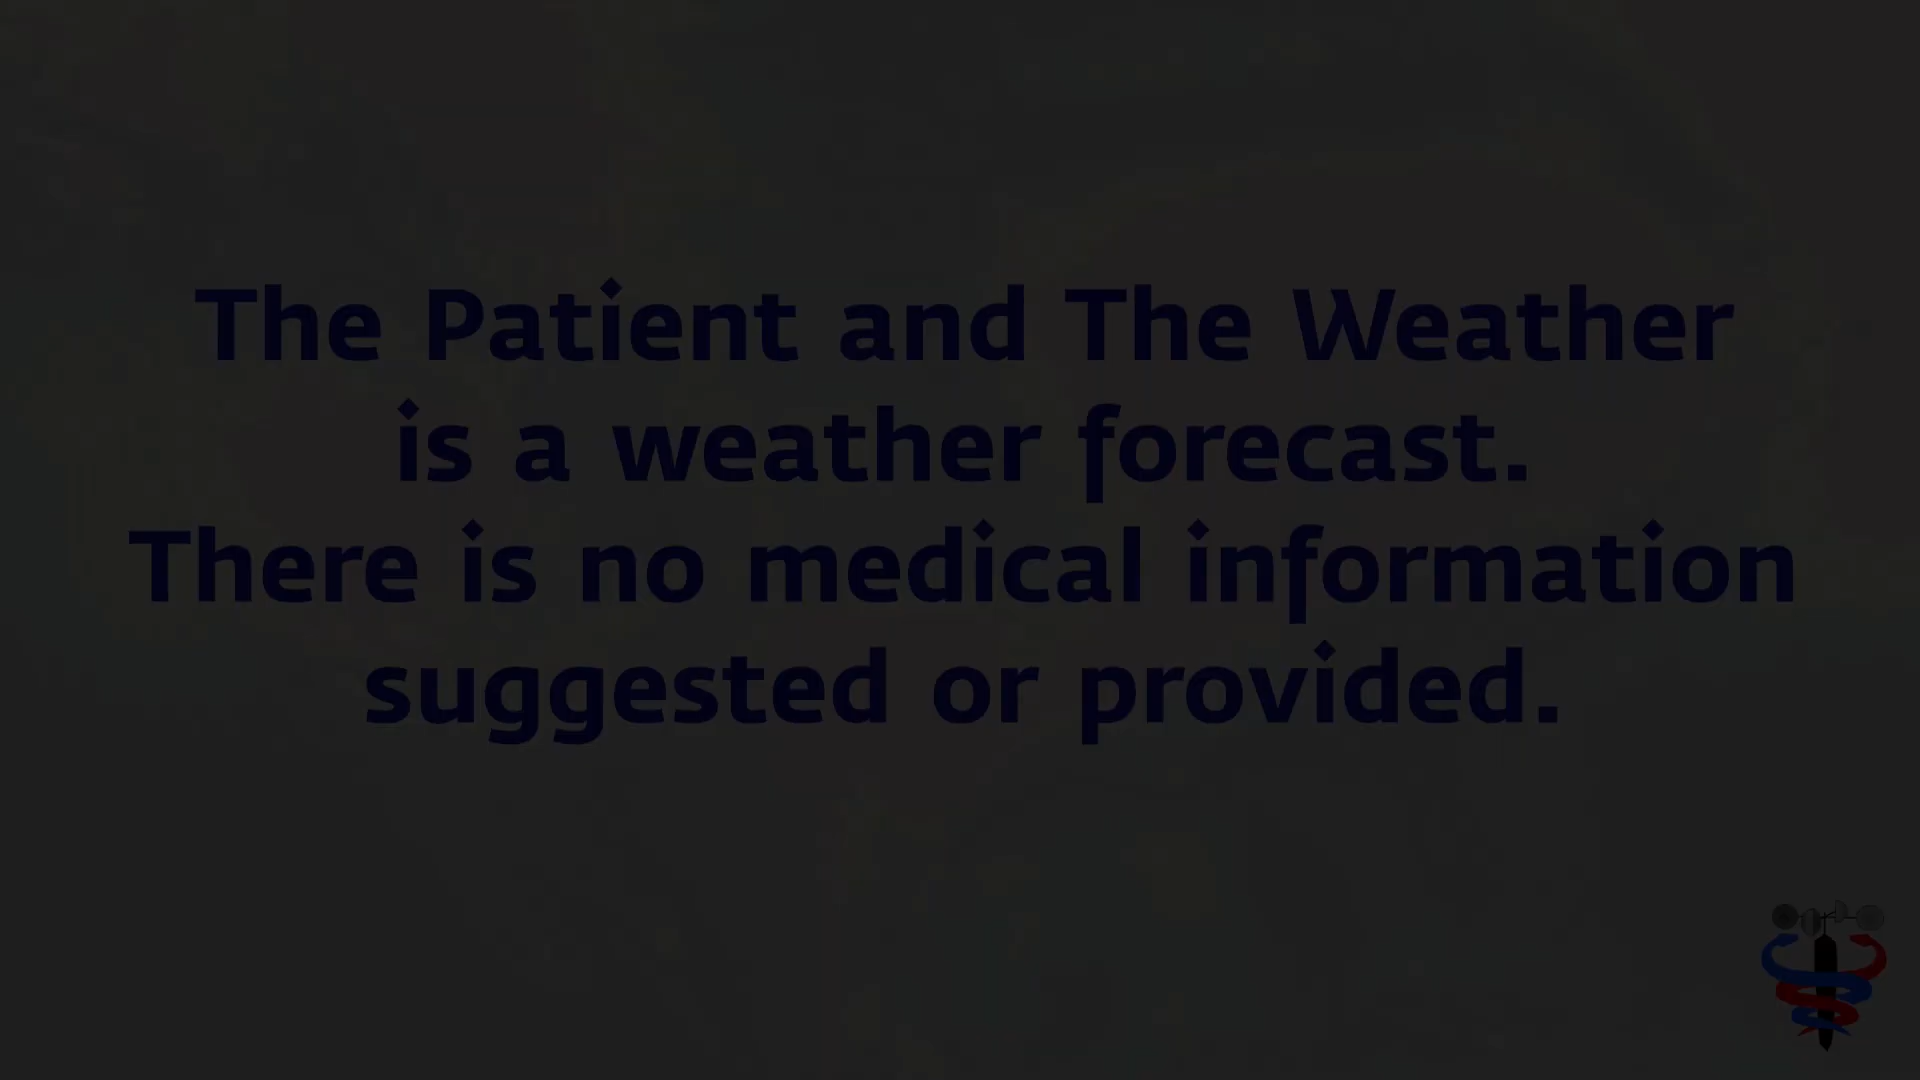 The Patient and The Weather
is a weather forecast.
There is no medical information
suggested or provided.